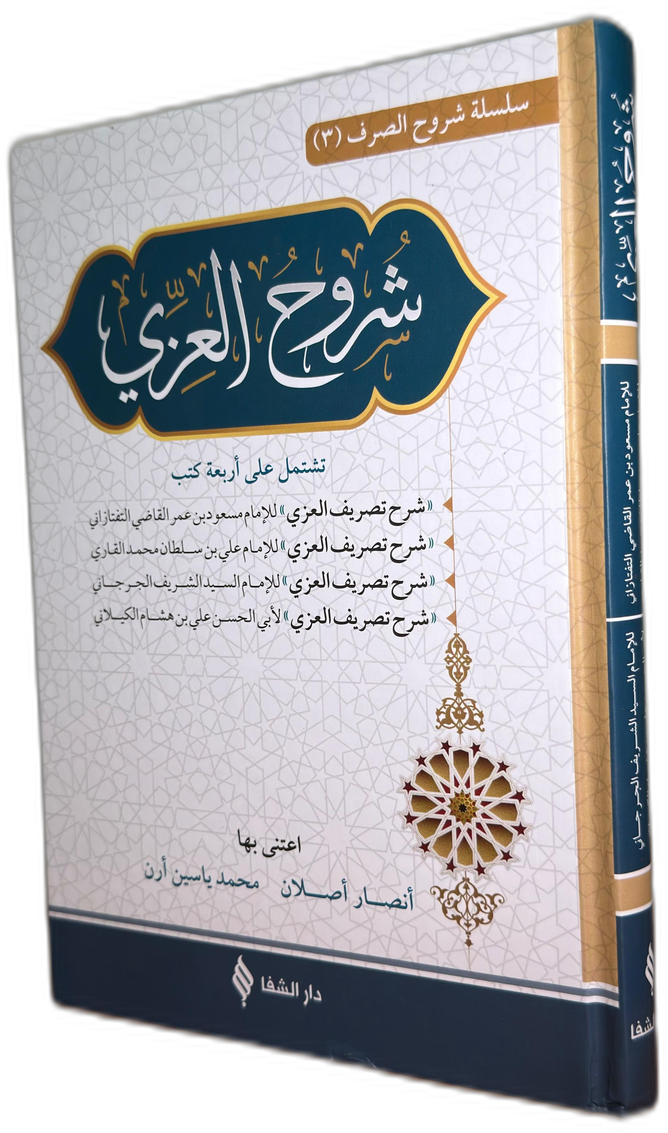 سلسلة شروح الصرف (٣)
شُروحُ العِزِّي
تشتمل على أربعة كتب
«شرح تصريف العزي» للإمام مسعود بن عمر القاضي التفتازاني
«شرح تصريف العزي» للإمام علي بن سلطان محمد القاري
«شرح تصريف العزي» للإمام السيد الشريف الجرجاني
«شرح تصريف العزي» لأبي الحسن علي بن هشام الكيلاني
اعتنى بها
أنصار أصلان محمد ياسين أرن
دار الشفا
للإمام مسعود بن عمر القاضي التفتازاني
للإمام السيد الشريف الجرجاني